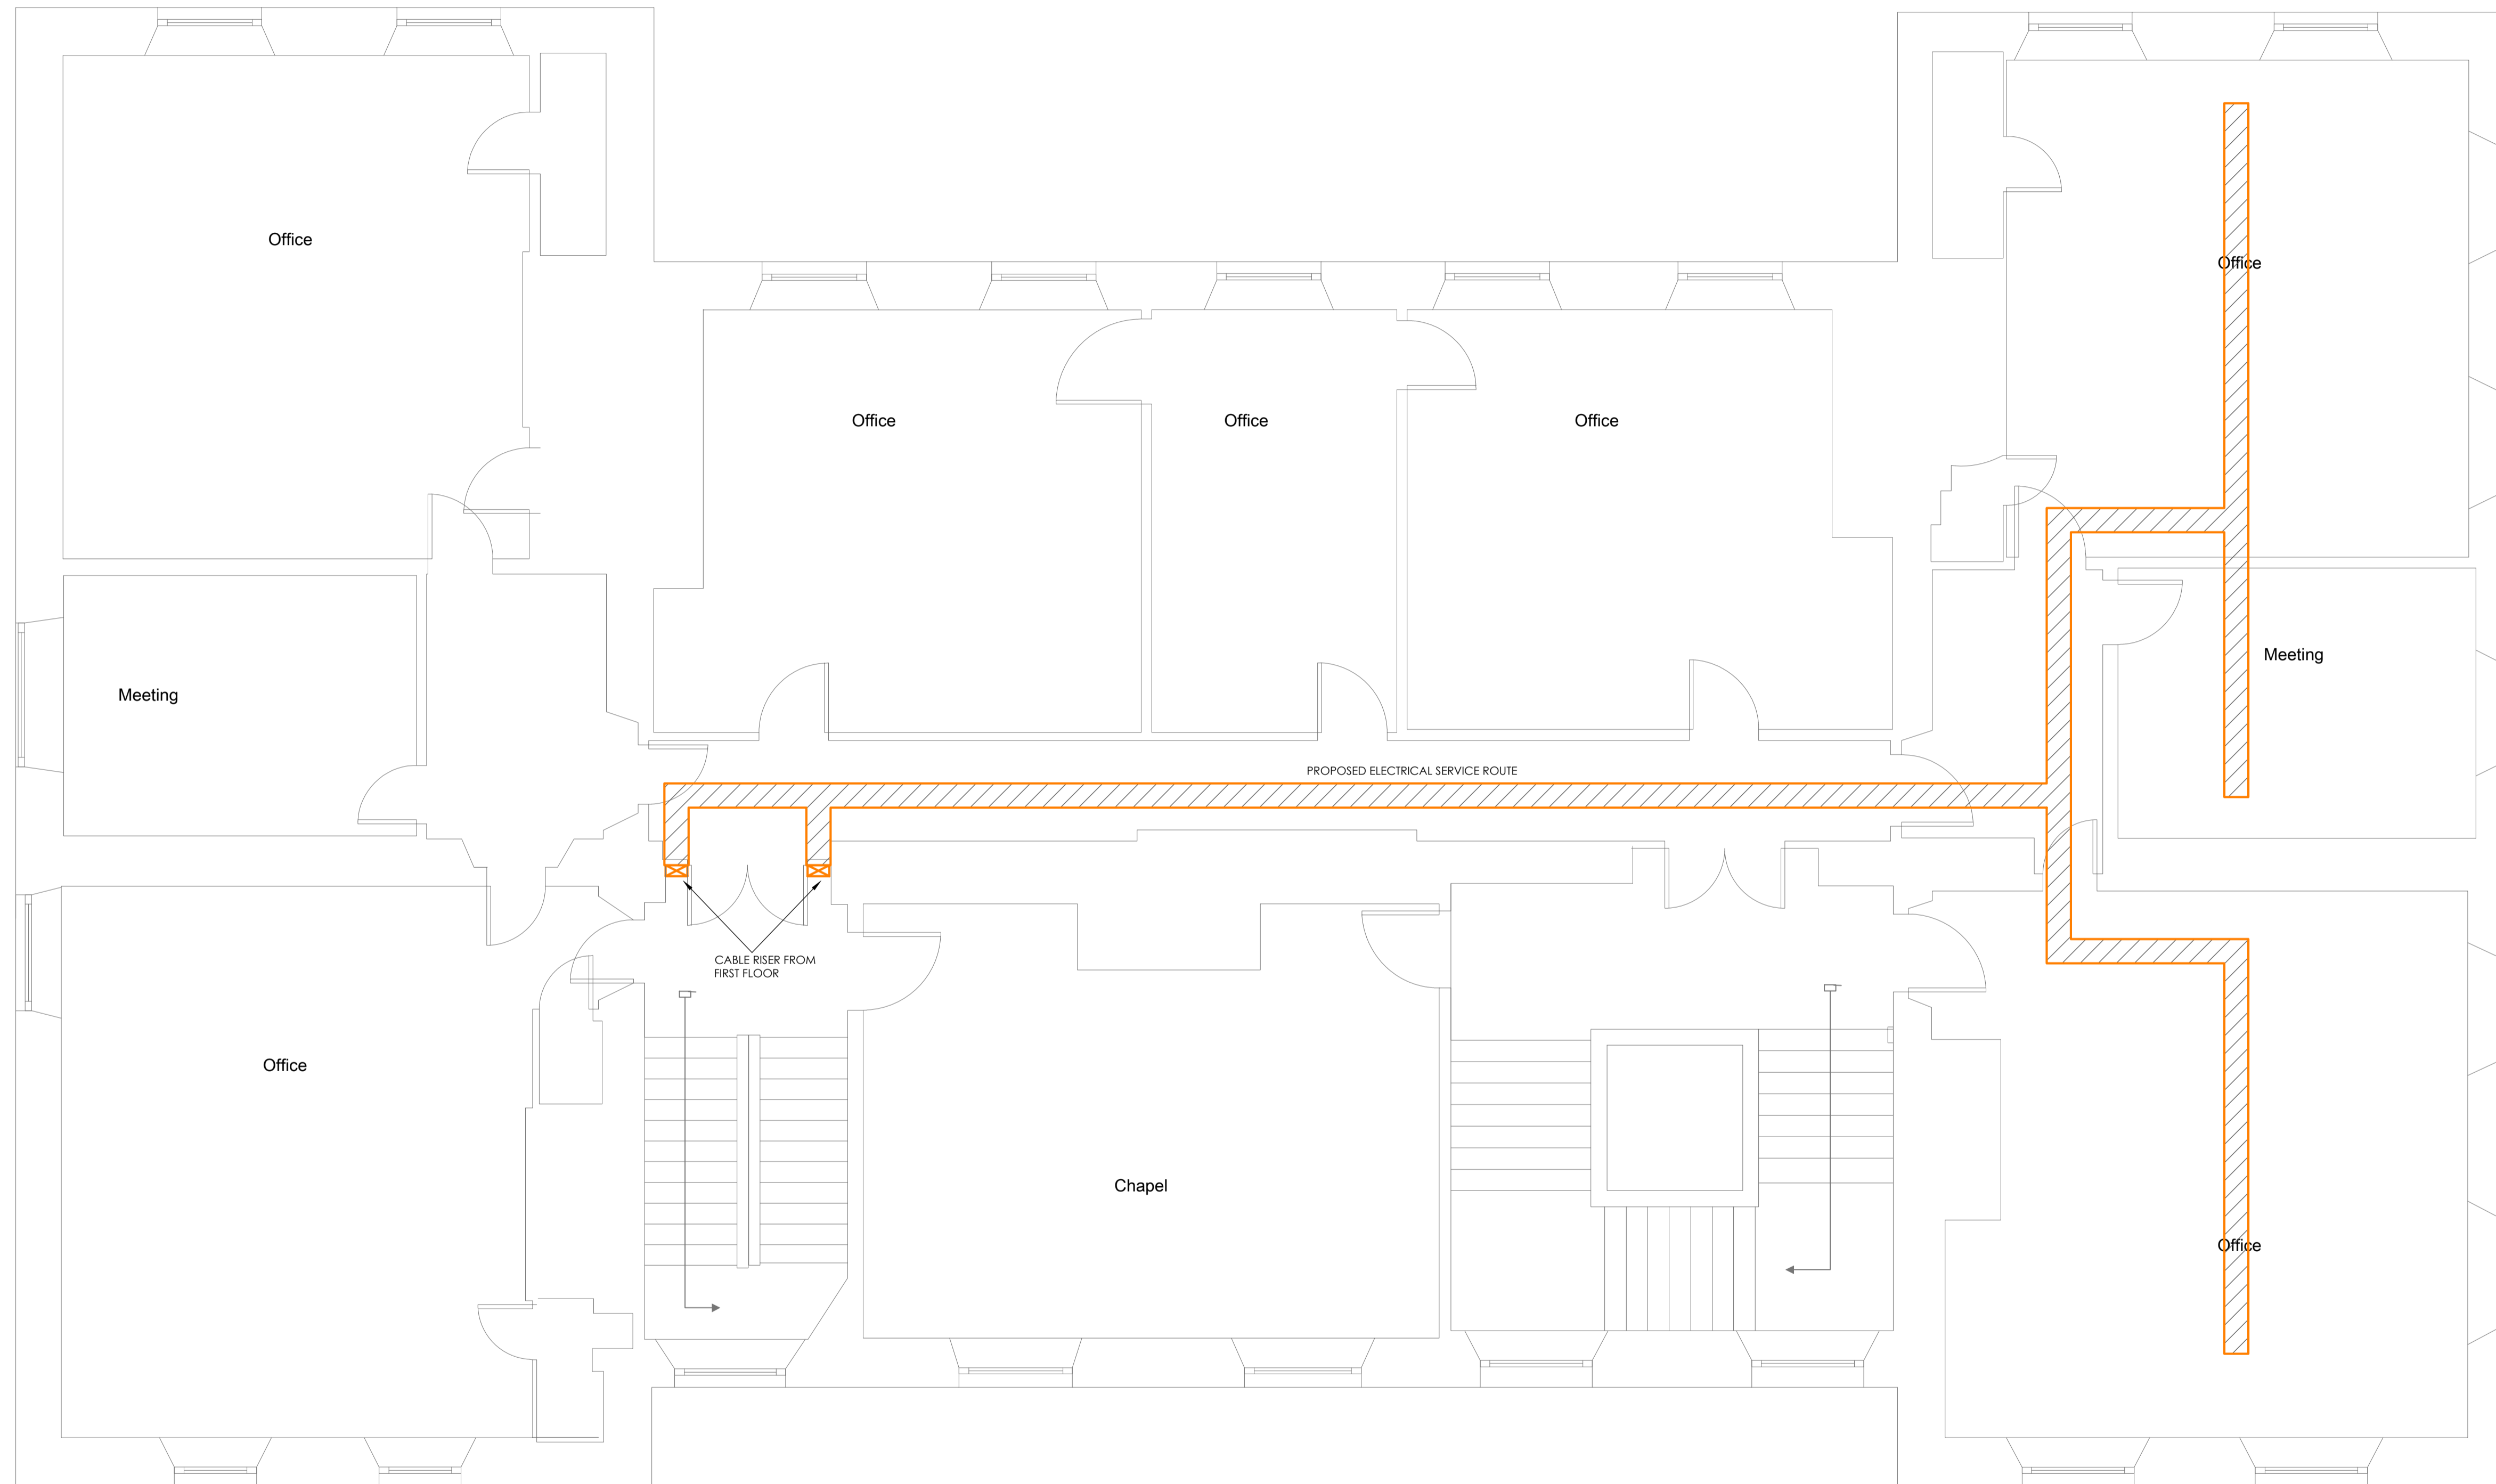 Office
Office
Office
Office
Office
Meeting
Meeting
PROPOSED ELECTRICAL SERVICE ROUTE
CABLE RISER FROM
FIRST FLOOR
Office
Chapel
Office